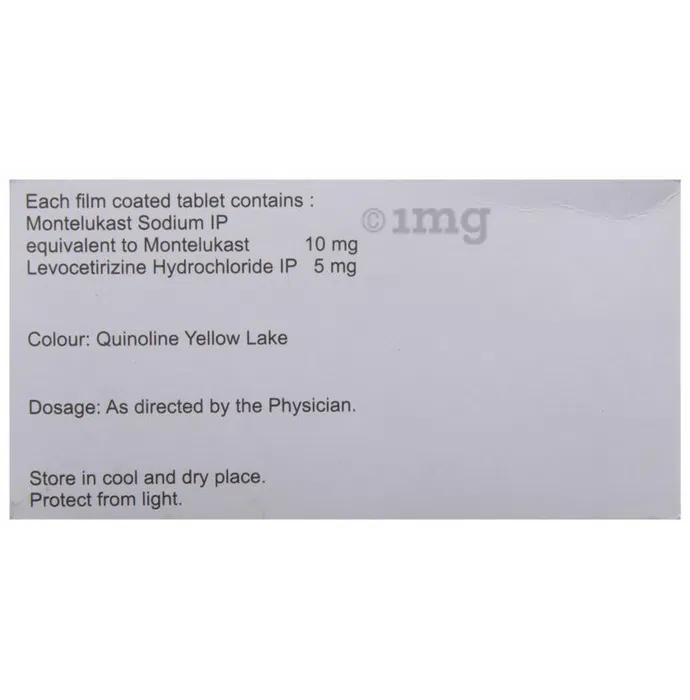 Each film coated tablet contains :
©1mg
Montelukast Sodium IP
equivalent to Montelukast 10 mg
Levocetirizine Hydrochloride IP 5 mg
Colour: Quinoline Yellow Lake
Dosage: As directed by the Physician.
Store in cool and dry place.
Protect from light.